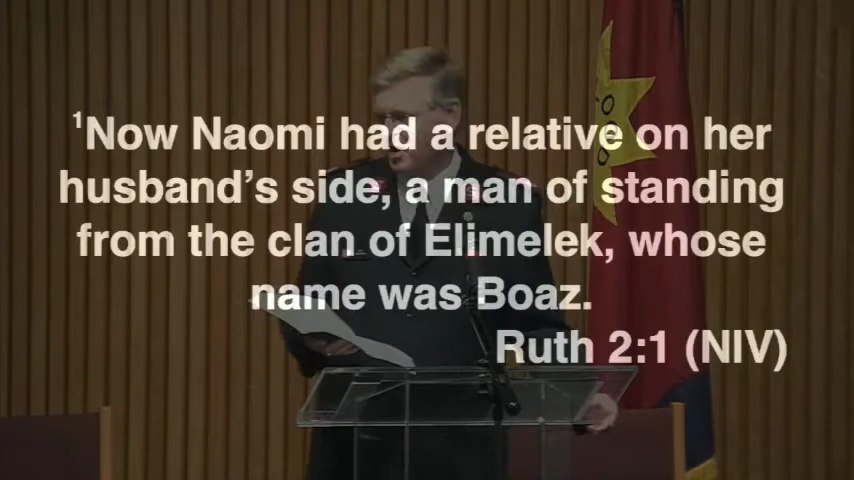 ¹Now Naomi had a relative on her
husband’s side, a man of standing
from the clan of Elimelek, whose
name was Boaz.
Ruth 2:1 (NIV)